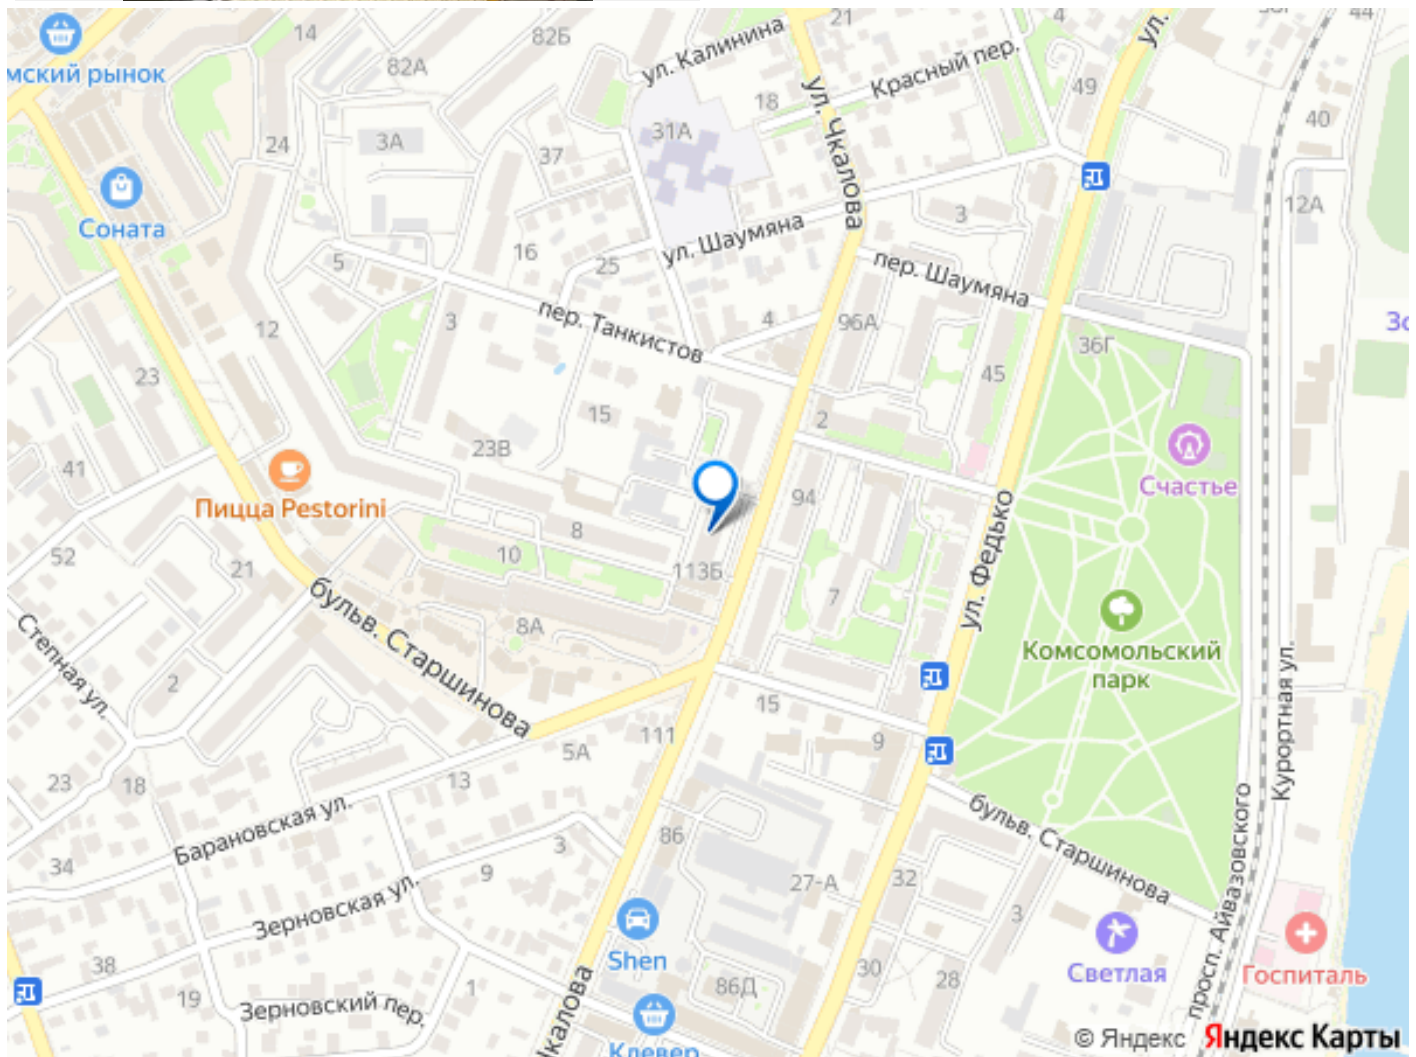 14
82Б
ул. Калинина
21
4
ул.
44
мский рынок
82А
Красный пер.
49
18
ул. Чкалова
31А
40
24
3А
37
Соната
3
12А
ул. Шаумяна
16
25
5
пер. Шаумяна
пер. Танкистов
4
96А
3
12
Зо
36Г
45
23
15
2
23В
41
Счастье
Пицца Pestorini
94
ул. Федько
8
10
52
113Б
21
7
бульв. Старшинова
8А
Степная ул.
Комсомольский
парк
Курортная ул.
2
15
111
9
5А
23
18
13
Барановская ул.
бульв. Старшинова
86
3
34
9
27-А
32
просп. Айвазовского
Зерновская ул.
3
Shen
Светлая
Госпиталь
38
30
28
86Д
1
19
Зерновский пер.
Чкалова
Клевер
© Яндекс Яндекс Карты